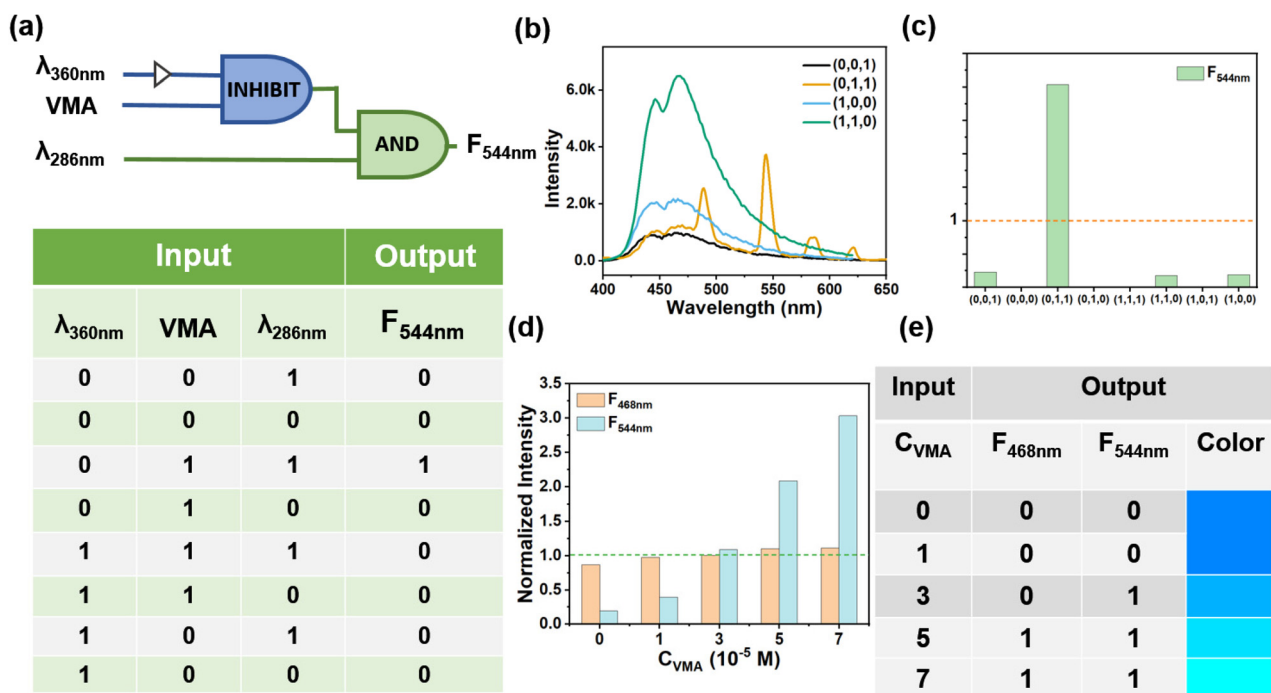 (a)
λ360nm
VMA
λ286nm
INHIBIT
AND
F544nm
Input Output
λ360nm VMA λ286nm F544nm
0 0 1 0
0 0 0 0
0 1 1 1
0 1 0 0
1 1 1 0
1 1 0 0
1 0 1 0
1 0 0 0
(b)
(0,0,1)
(0,1,1)
(1,0,0)
(1,1,0)
6.0k
4.0k
2.0k
0.0
Intensity
400 450 500 550 600 650
Wavelength (nm)
(c)
F544nm
1
(0,0,1) (0,0,0) (0,1,1) (0,1,0) (1,1,1) (1,1,0) (1,0,1) (1,0,0)
(d)
F468nm
F544nm
3.5
3.0
2.5
2.0
1.5
1.0
0.5
0.0
Normalized Intensity
0 1 3 5 7
CVMA (10-5 M)
(e)
Input Output
CVMA F468nm F544nm Color
0 0 0
1 0 0
3 0 1
5 1 1
7 1 1